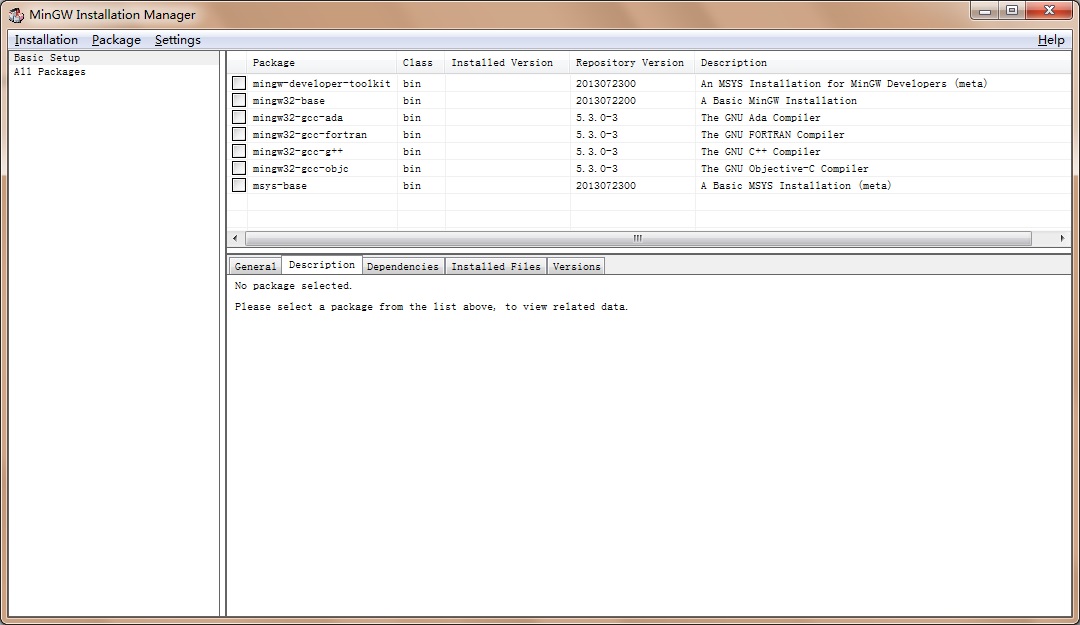 MinGW Installation Manager
Installation Package Settings Help
Basic Setup
All Packages
Package Class Installed Version Repository Version Description
mingw-developer-toolkit bin 2013072300 An MSYS Installation for MinGW Developers (meta)
mingw32-base bin 2013072200 A Basic MinGW Installation
mingw32-gcc-ada bin 5.3.0-3 The GNU Ada Compiler
mingw32-gcc-fortran bin 5.3.0-3 The GNU FORTRAN Compiler
mingw32-gcc-g++ bin 5.3.0-3 The GNU C++ Compiler
mingw32-gcc-objc bin 5.3.0-3 The GNU Objective-C Compiler
msys-base bin 2013072300 A Basic MSYS Installation (meta)
General Description Dependencies Installed Files Versions
No package selected.
Please select a package from the list above, to view related data.